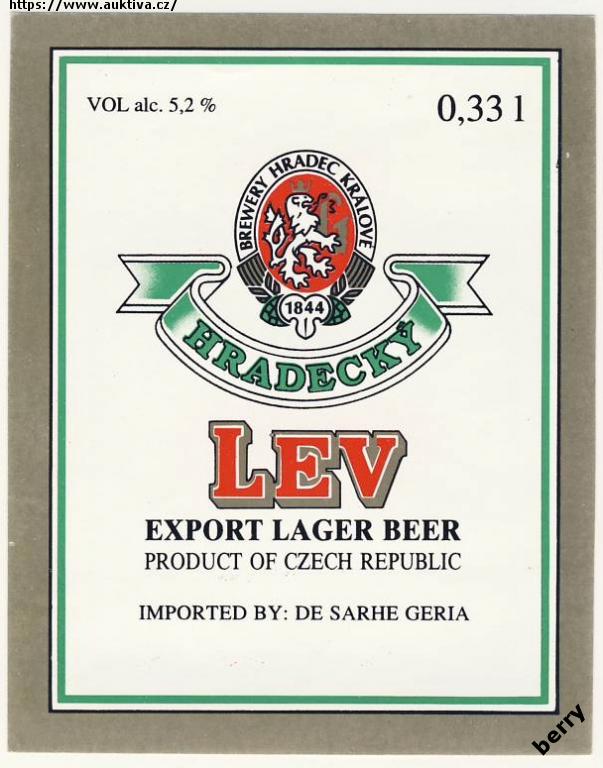 https://www.auktiva.cz/
VOL alc. 5,2 %
0,33 l
BREWERY HRADEC KRÁLOVÉ
1844
HRADECKÝ
LEV
EXPORT LAGER BEER
PRODUCT OF CZECH REPUBLIC
IMPORTED BY: DE SARHE GERIA
berry